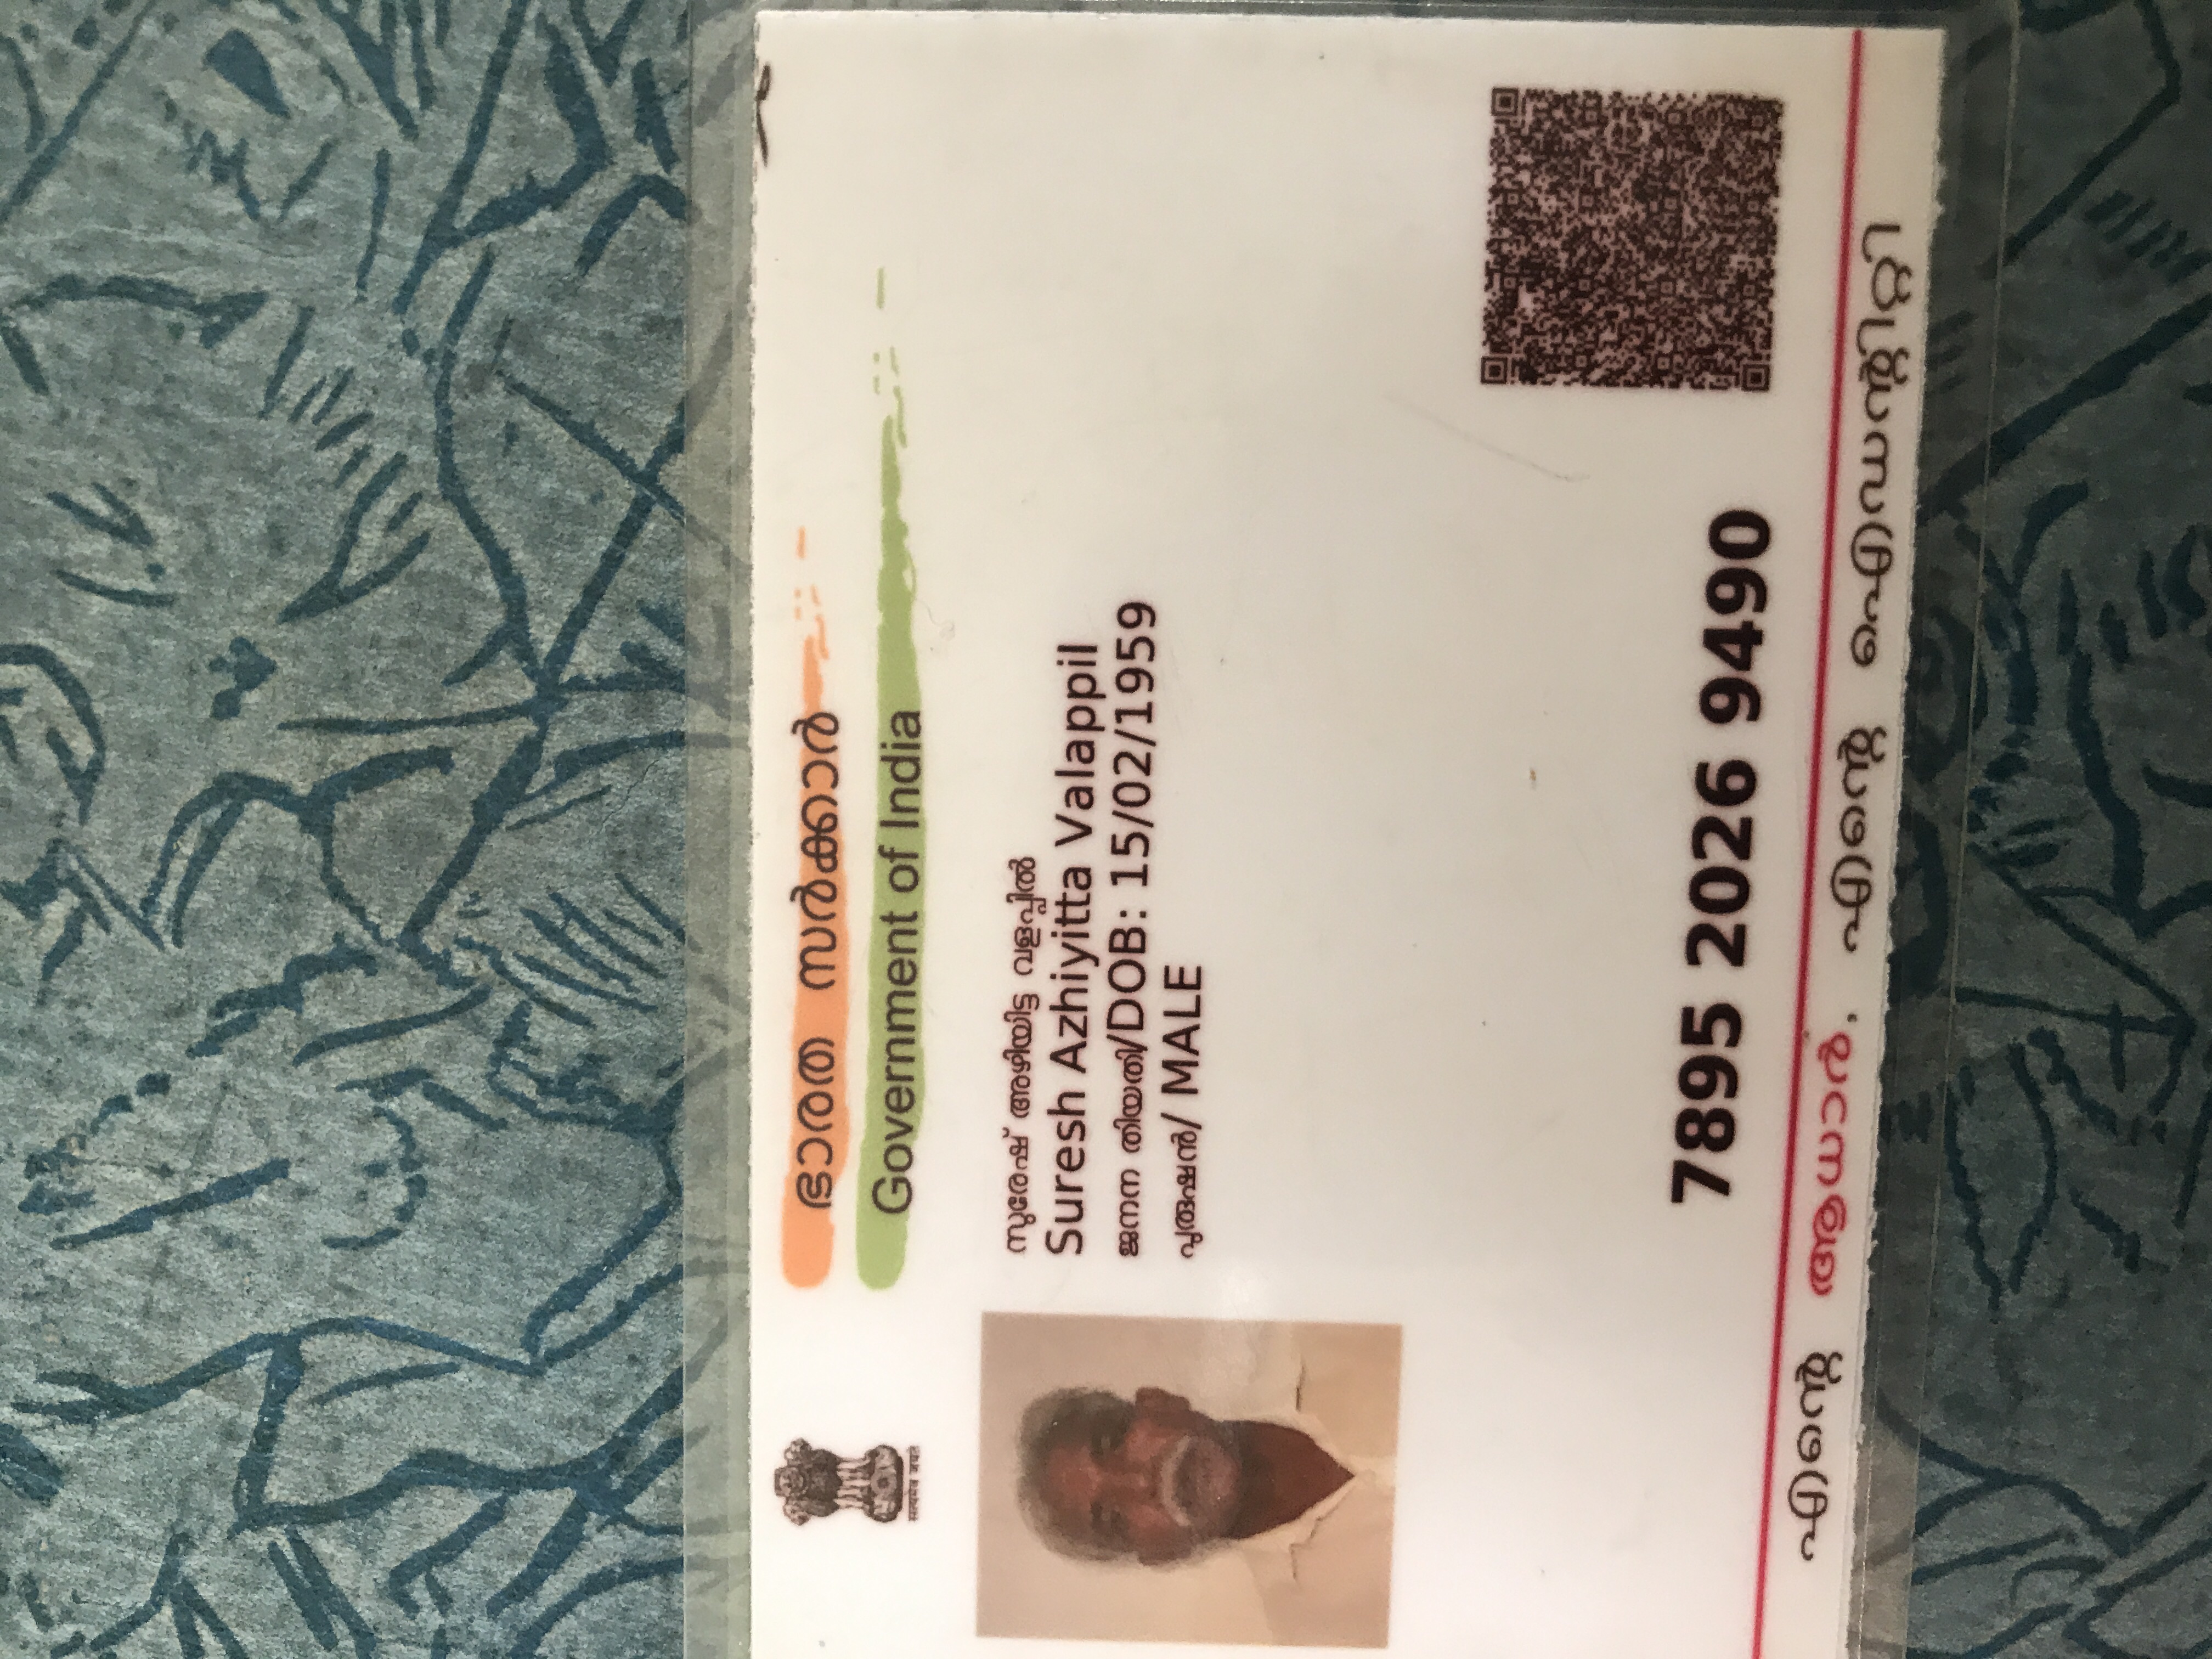 सत्यमेव जयते
ഭാരത സർക്കാർ
Government of India
സുരേഷ് അഴിയിട്ട വളപ്പിൽ
Suresh Azhiyitta Valappil
ജനന തിയതി/DOB: 15/02/1959
പുരുഷൻ/ MALE
7895 2026 9490
എന്റെ ആധാർ, എന്റെ ഐഡന്റിറ്റി